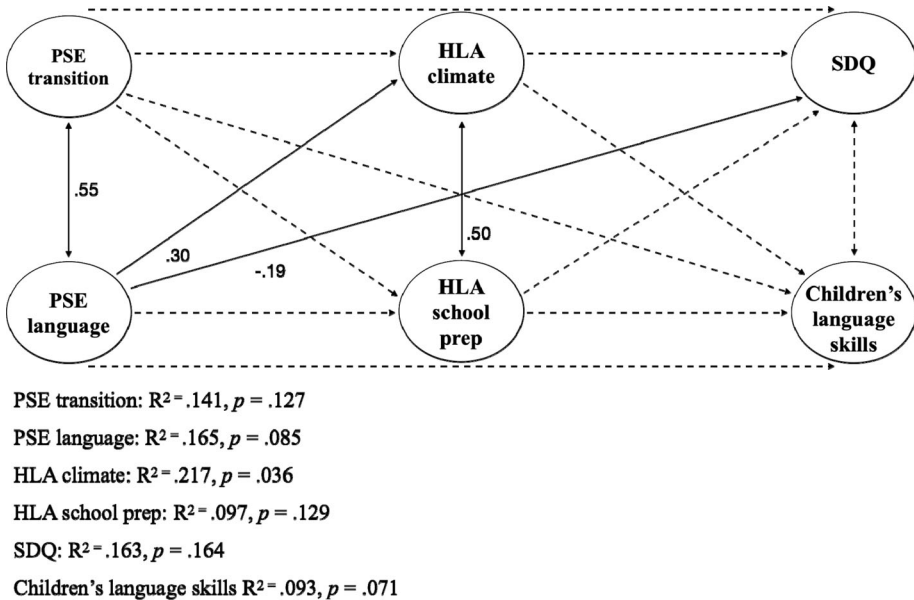 PSE
transition
HLA
climate
SDQ
.55
.30
-.19
.50
PSE
language
HLA
school
prep
Children's
language
skills
PSE transition: R² = .141, p = .127
PSE language: R² = .165, p = .085
HLA climate: R² = .217, p = .036
HLA school prep: R² = .097, p = .129
SDQ: R² = .163, p = .164
Children's language skills R² = .093, p = .071